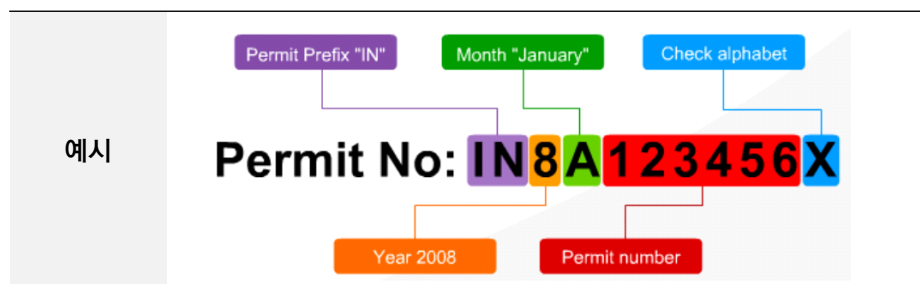 Permit Prefix "IN" Month "January" Check alphabet
예시
Permit No: IN8A123456X
Year 2008 Permit number